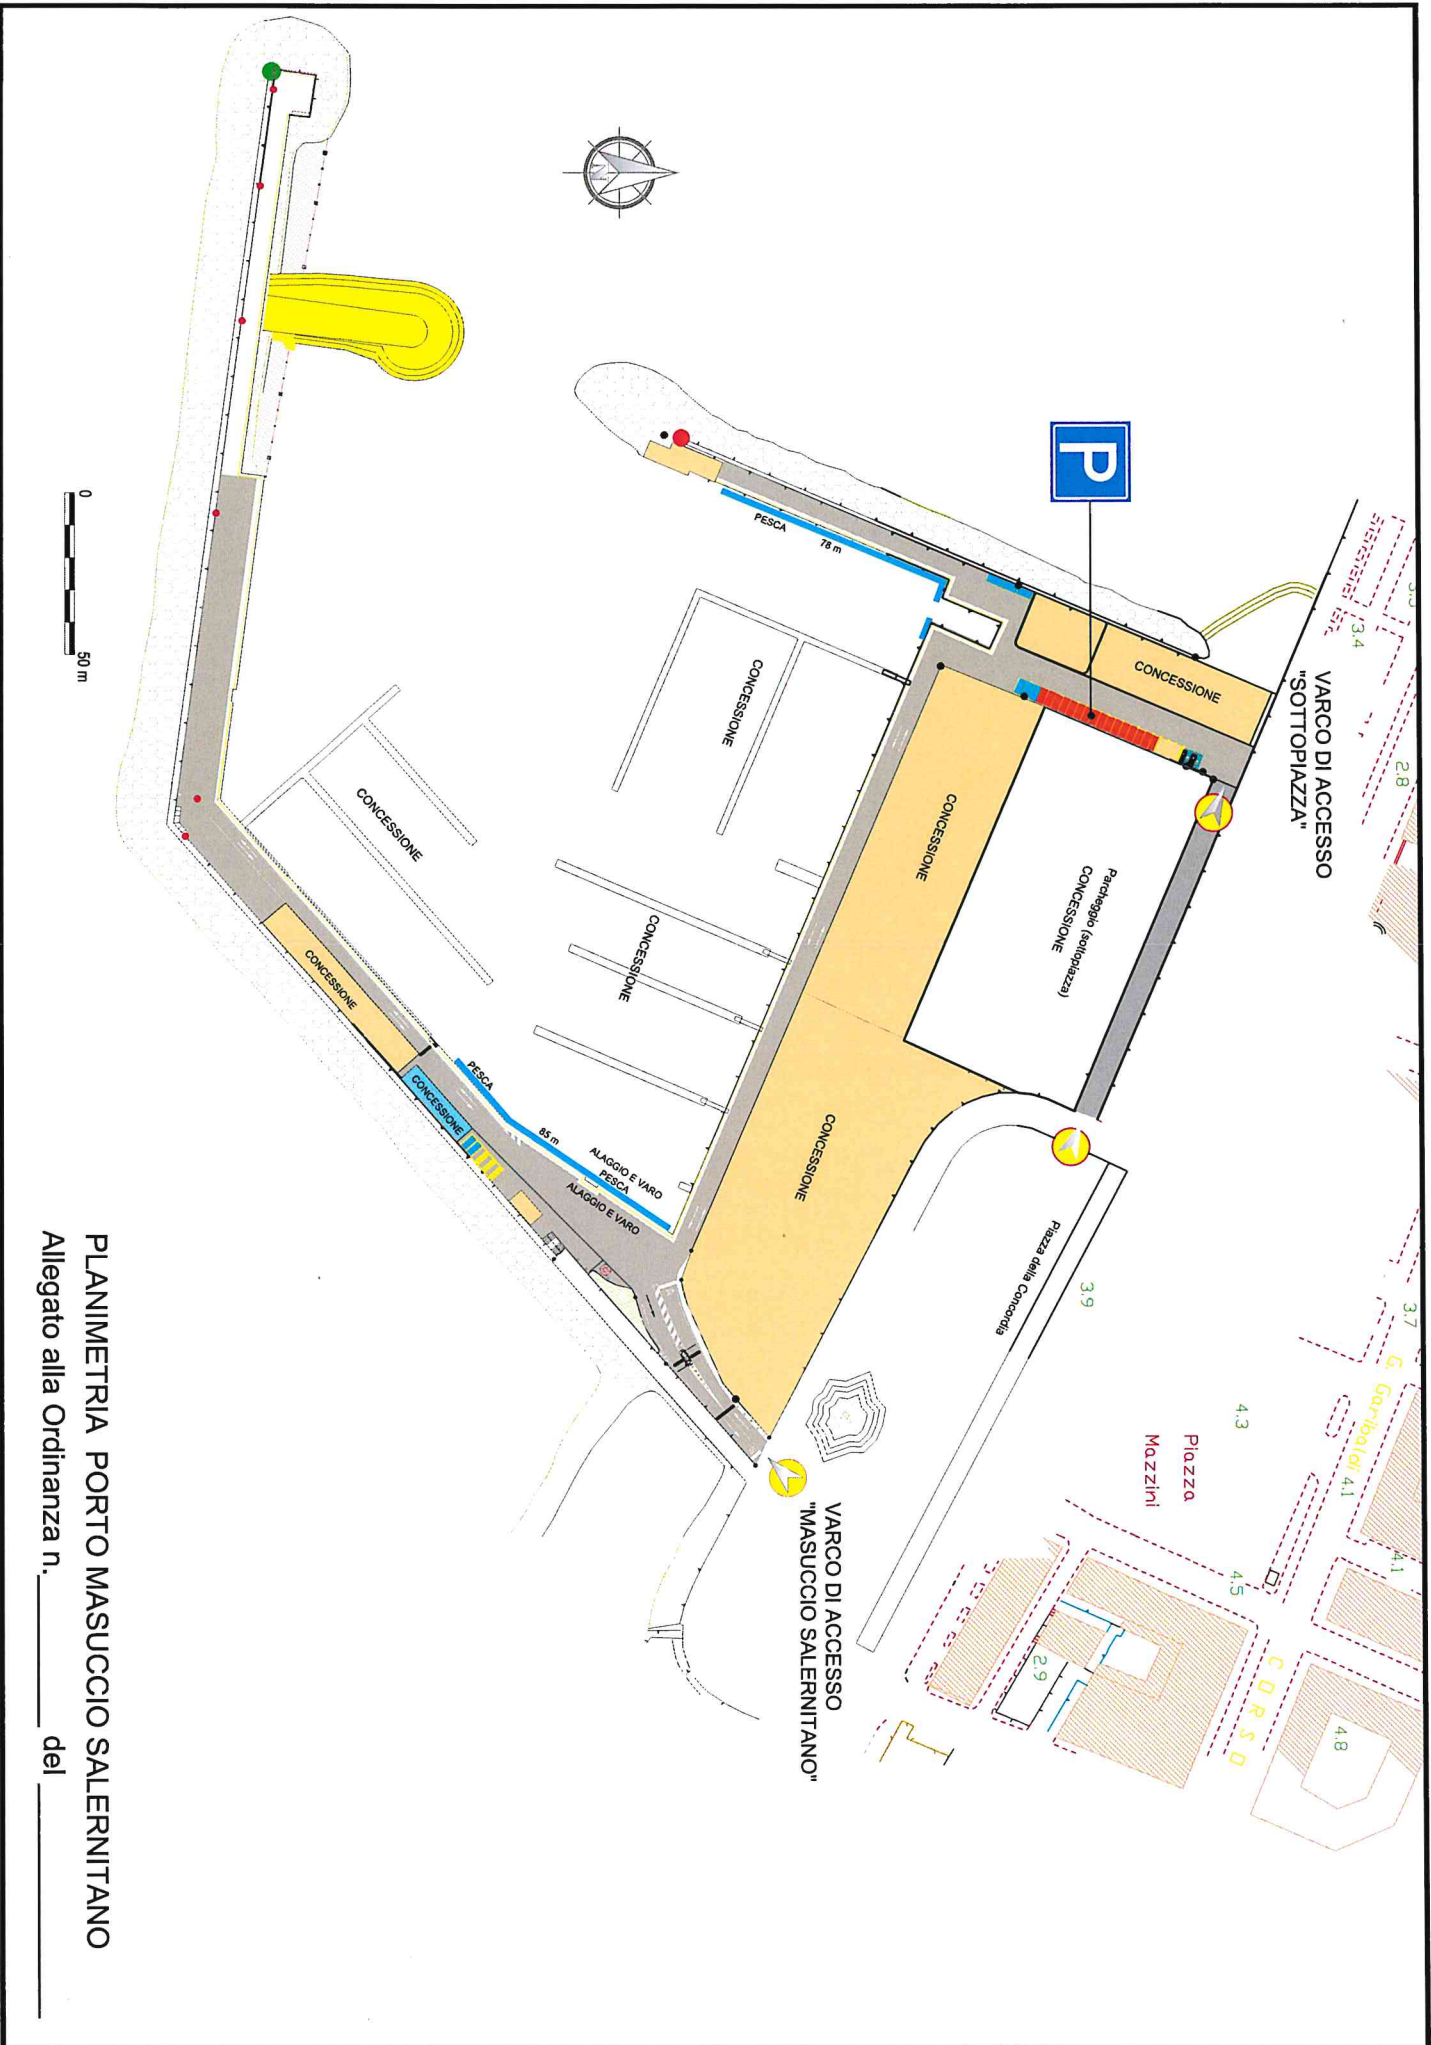 VARCO DI ACCESSO
"SOTTOPIAZZA"
P
3.4
2.8
3.7
G. Garibaldi
4.1
4.1
4.3
4.5
4.8
CORSO
Piazza
Mazzini
2.9
3.9
Piazza della Concordia
CONCESSIONE
Parcheggio (sottopiazza)
CONCESSIONE
CONCESSIONE
CONCESSIONE
PESCA
78 m
CONCESSIONE
CONCESSIONE
CONCESSIONE
CONCESSIONE
CONCESSIONE
PESCA
85 m
ALAGGIO E VARO
PESCA
ALAGGIO E VARO
VARCO DI ACCESSO
"MASUCCIO SALERNITANO"
N
0
50 m
PLANIMETRIA PORTO MASUCCIO SALERNITANO
Allegato alla Ordinanza n. __________ del __________